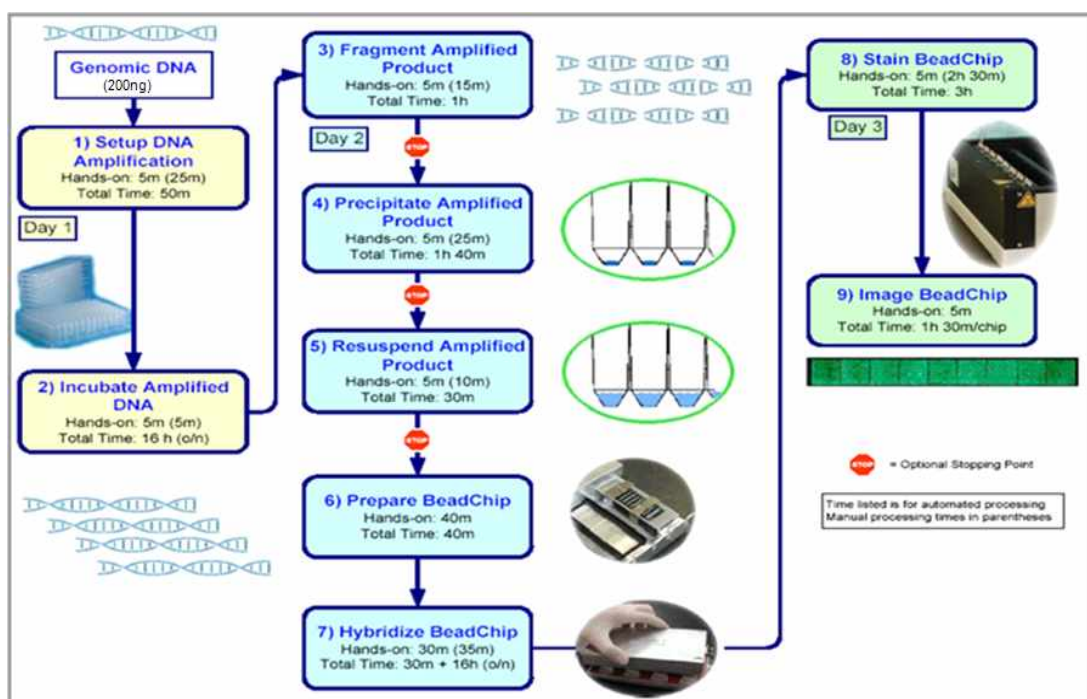 Genomic DNA
(200ng)
1) Setup DNA
Amplification
Hands-on: 5m (25m)
Total Time: 50m
Day 1
2) Incubate Amplified
DNA
Hands-on: 5m (5m)
Total Time: 16 h (o/n)
3) Fragment Amplified
Product
Hands-on: 5m (15m)
Total Time: 1h
Day 2
STOP
4) Precipitate Amplified
Product
Hands-on: 5m (25m)
Total Time: 1h 40m
STOP
5) Resuspend Amplified
Product
Hands-on: 5m (10m)
Total Time: 30m
STOP
6) Prepare BeadChip
Hands-on: 40m
Total Time: 40m
7) Hybridize BeadChip
Hands-on: 30m (35m)
Total Time: 30m + 16h (o/n)
8) Stain BeadChip
Hands-on: 5m (2h 30m)
Total Time: 3h
Day 3
9) Image BeadChip
Hands-on: 5m
Total Time: 1h 30m/chip
STOP = Optional Stopping Point
Time listed is for automated processing
Manual processing times in parentheses